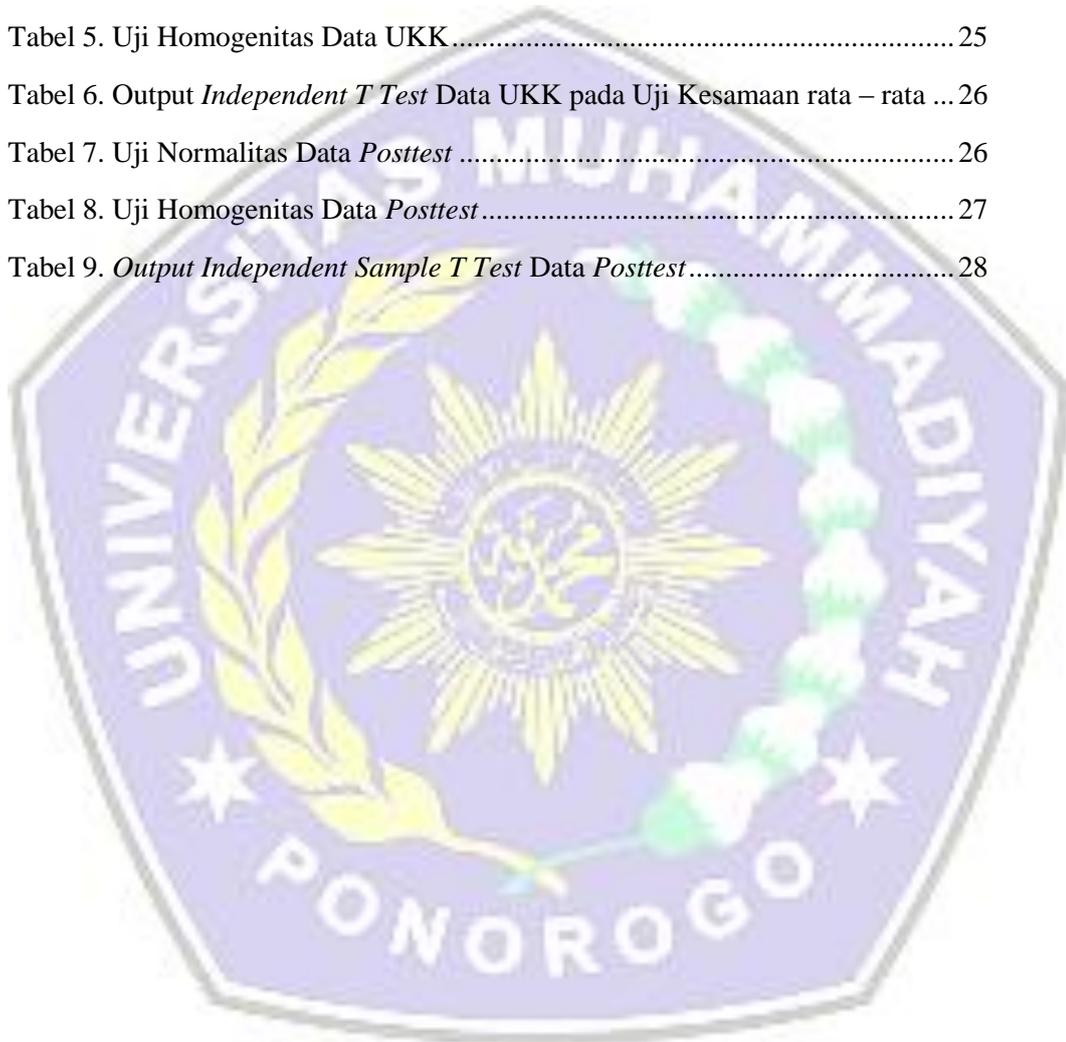 Tabel 5. Uji Homogenitas Data UKK.......................................................................25
Tabel 6. Output Independent T Test Data UKK pada Uji Kesamaan rata – rata ...26
Tabel 7. Uji Normalitas Data Posttest ......................................................................26
Tabel 8. Uji Homogenitas Data Posttest...................................................................27
Tabel 9. Output Independent Sample T Test Data Posttest.....................................28
UNIVERSITAS MUHAMMADIYAH
PONOROGO